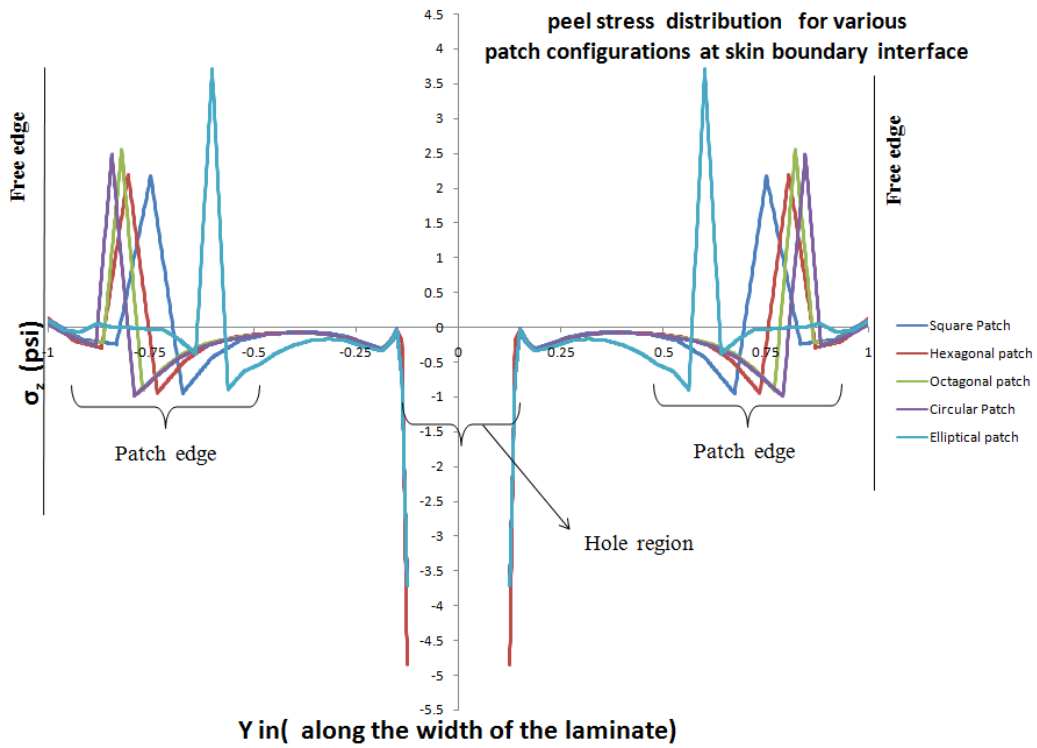 peel stress distribution for various
patch configurations at skin boundary interface
4.5
4
3.5
3
2.5
2
1.5
1
0.5
0
-0.5
-1
-1.5
-2
-2.5
-3
-3.5
-4
-4.5
-5
-5.5
Free edge
Free edge
σz (psi)
-1
-0.75
-0.5
-0.25
0
0.25
0.5
0.75
1
Square Patch
Hexagonal patch
Octagonal patch
Circular Patch
Elliptical patch
Patch edge
Patch edge
Hole region
Y in( along the width of the laminate)